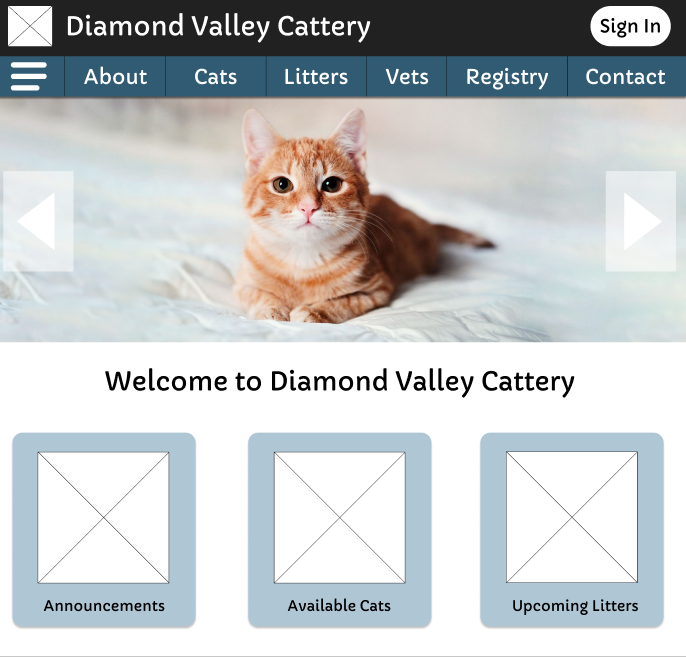 Diamond Valley Cattery
Sign In
About
Cats
Litters
Vets
Registry
Contact
Welcome to Diamond Valley Cattery
Announcements
Available Cats
Upcoming Litters